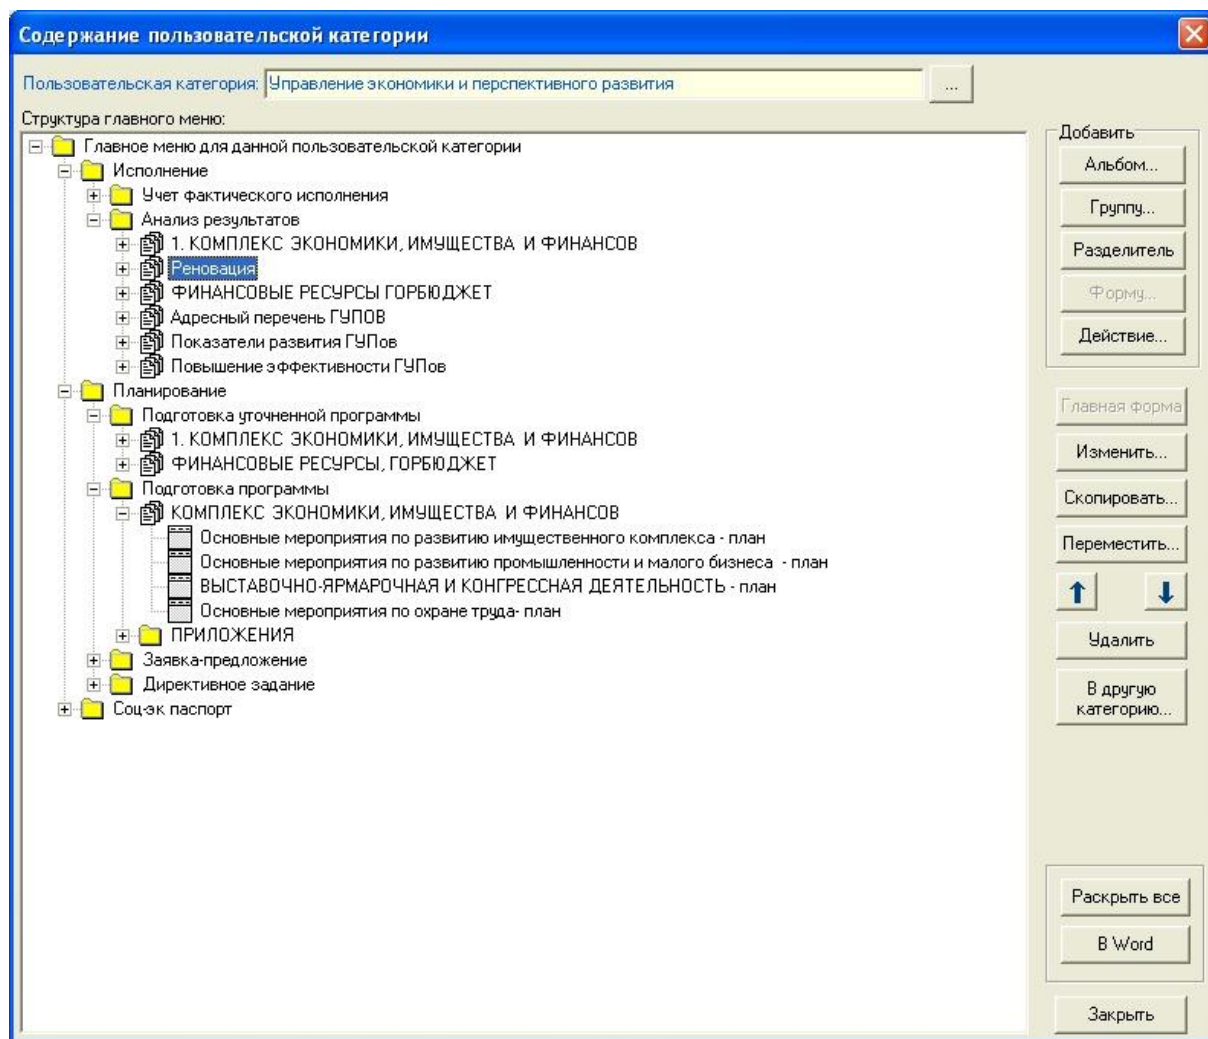 Содержание пользовательской категории
Пользовательская категория: Управление экономики и перспективного развития ...
Структура главного меню:
Главное меню для данной пользовательской категории
Исполнение
Учет фактического исполнения
Анализ результатов
1. КОМПЛЕКС ЭКОНОМИКИ, ИМУЩЕСТВА И ФИНАНСОВ
Реновация
ФИНАНСОВЫЕ РЕСУРСЫ ГОРБЮДЖЕТ
Адресный перечень ГУПОВ
Показатели развития ГУПов
Повышение эффективности ГУПов
Планирование
Подготовка уточненной программы
1. КОМПЛЕКС ЭКОНОМИКИ, ИМУЩЕСТВА И ФИНАНСОВ
ФИНАНСОВЫЕ РЕСУРСЫ, ГОРБЮДЖЕТ
Подготовка программы
КОМПЛЕКС ЭКОНОМИКИ, ИМУЩЕСТВА И ФИНАНСОВ
Основные мероприятия по развитию имущественного комплекса - план
Основные мероприятия по развитию промышленности и малого бизнеса - план
ВЫСТАВОЧНО-ЯРМАРОЧНАЯ И КОНГРЕССНАЯ ДЕЯТЕЛЬНОСТЬ - план
Основные мероприятия по охране труда- план
ПРИЛОЖЕНИЯ
Заявка-предложение
Директивное задание
Соц-эк паспорт
Добавить
Альбом...
Группу...
Разделитель
Форму...
Действие...
Главная форма
Изменить...
Скопировать...
Переместить...
Удалить
В другую
категорию...
Раскрыть все
В Word
Закрыть